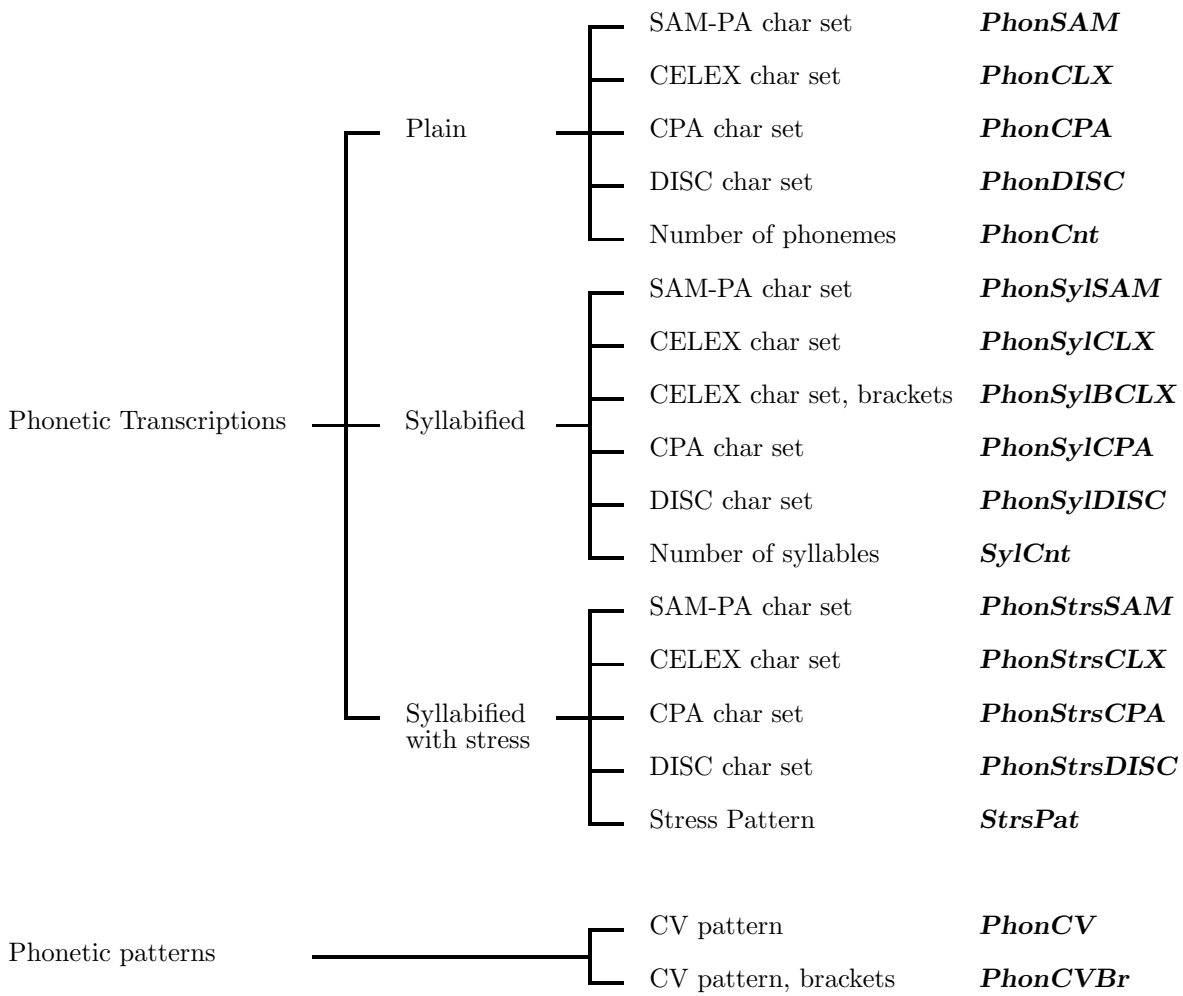 SAM-PA char set PhonSAM
CELEX char set PhonCLX
Plain CPA char set PhonCPA
DISC char set PhonDISC
Number of phonemes PhonCnt
SAM-PA char set PhonSylSAM
CELEX char set PhonSylCLX
CELEX char set, brackets PhonSylBCLX
Phonetic Transcriptions Syllabified
CPA char set PhonSylCPA
DISC char set PhonSylDISC
Number of syllables SylCnt
SAM-PA char set PhonStrsSAM
CELEX char set PhonStrsCLX
Syllabified CPA char set PhonStrsCPA
with stress
DISC char set PhonStrsDISC
Stress Pattern StrsPat
CV pattern PhonCV
Phonetic patterns
CV pattern, brackets PhonCVBr